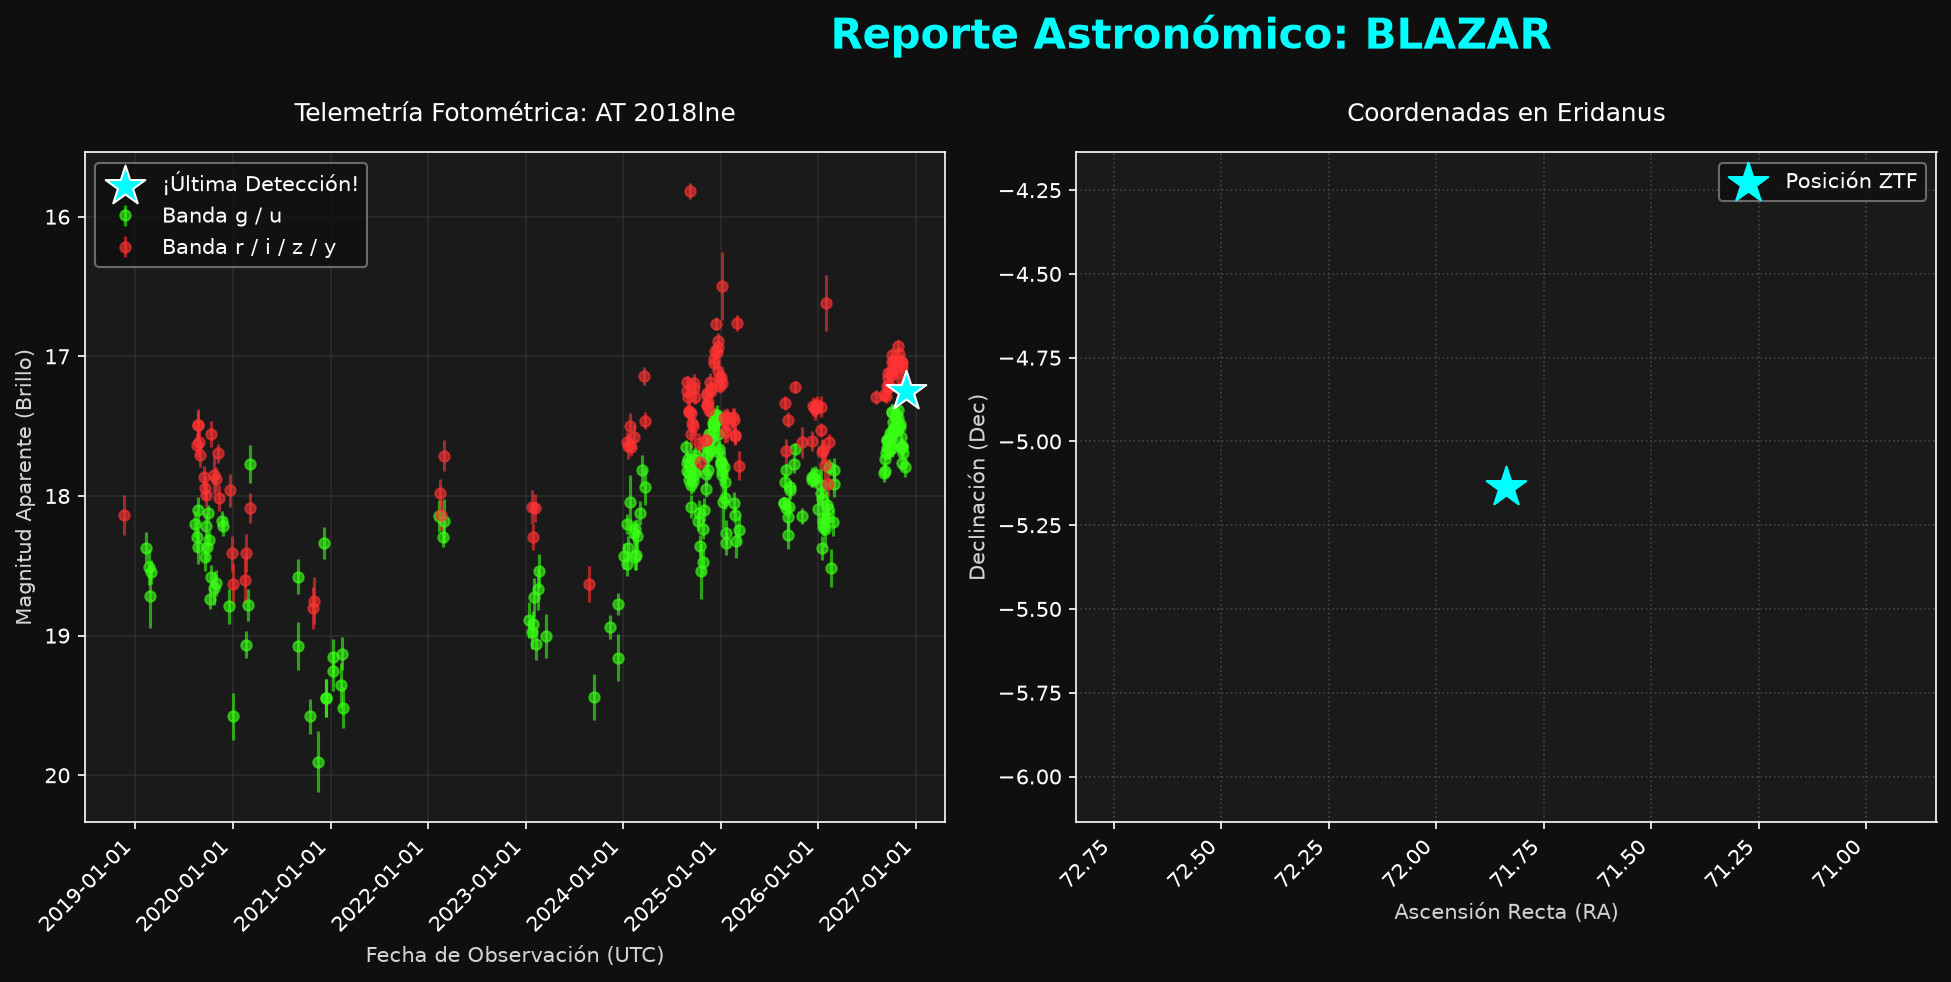 Reporte Astronómico: BLAZAR
Telemetría Fotométrica: AT 2018lne
¡Última Detección!
Banda g / u
Banda r / i / z / y
Magnitud Aparente (Brillo)
16
17
18
19
20
2019-01-01
2020-01-01
2021-01-01
2022-01-01
2023-01-01
2024-01-01
2025-01-01
2026-01-01
2027-01-01
Fecha de Observación (UTC)
Coordenadas en Eridanus
Posición ZTF
Declinación (Dec)
−4.25
−4.50
−4.75
−5.00
−5.25
−5.50
−5.75
−6.00
72.75
72.50
72.25
72.00
71.75
71.50
71.25
71.00
Ascensión Recta (RA)